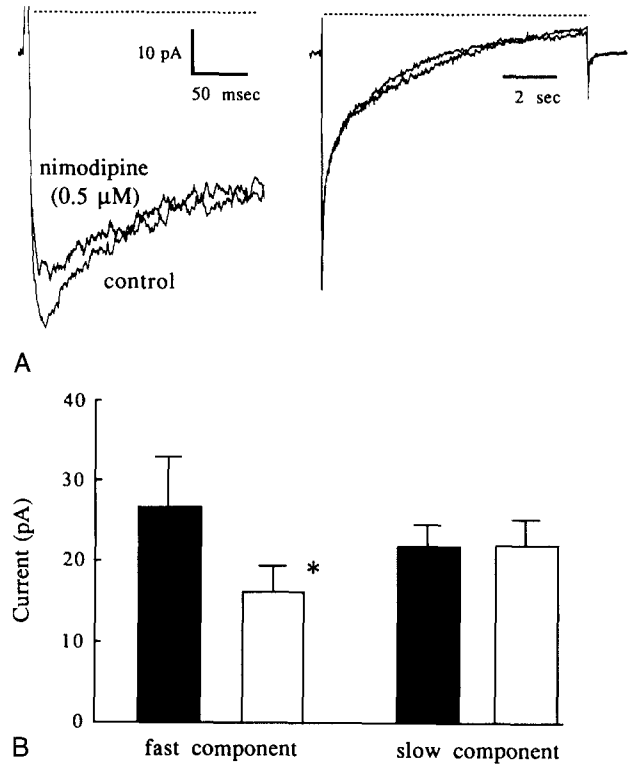 10 pA
50 msec
2 sec
nimodipine
(0.5 µM)
control
A
40
30
20
10
0
Current (pA)
*
fast component
slow component
B